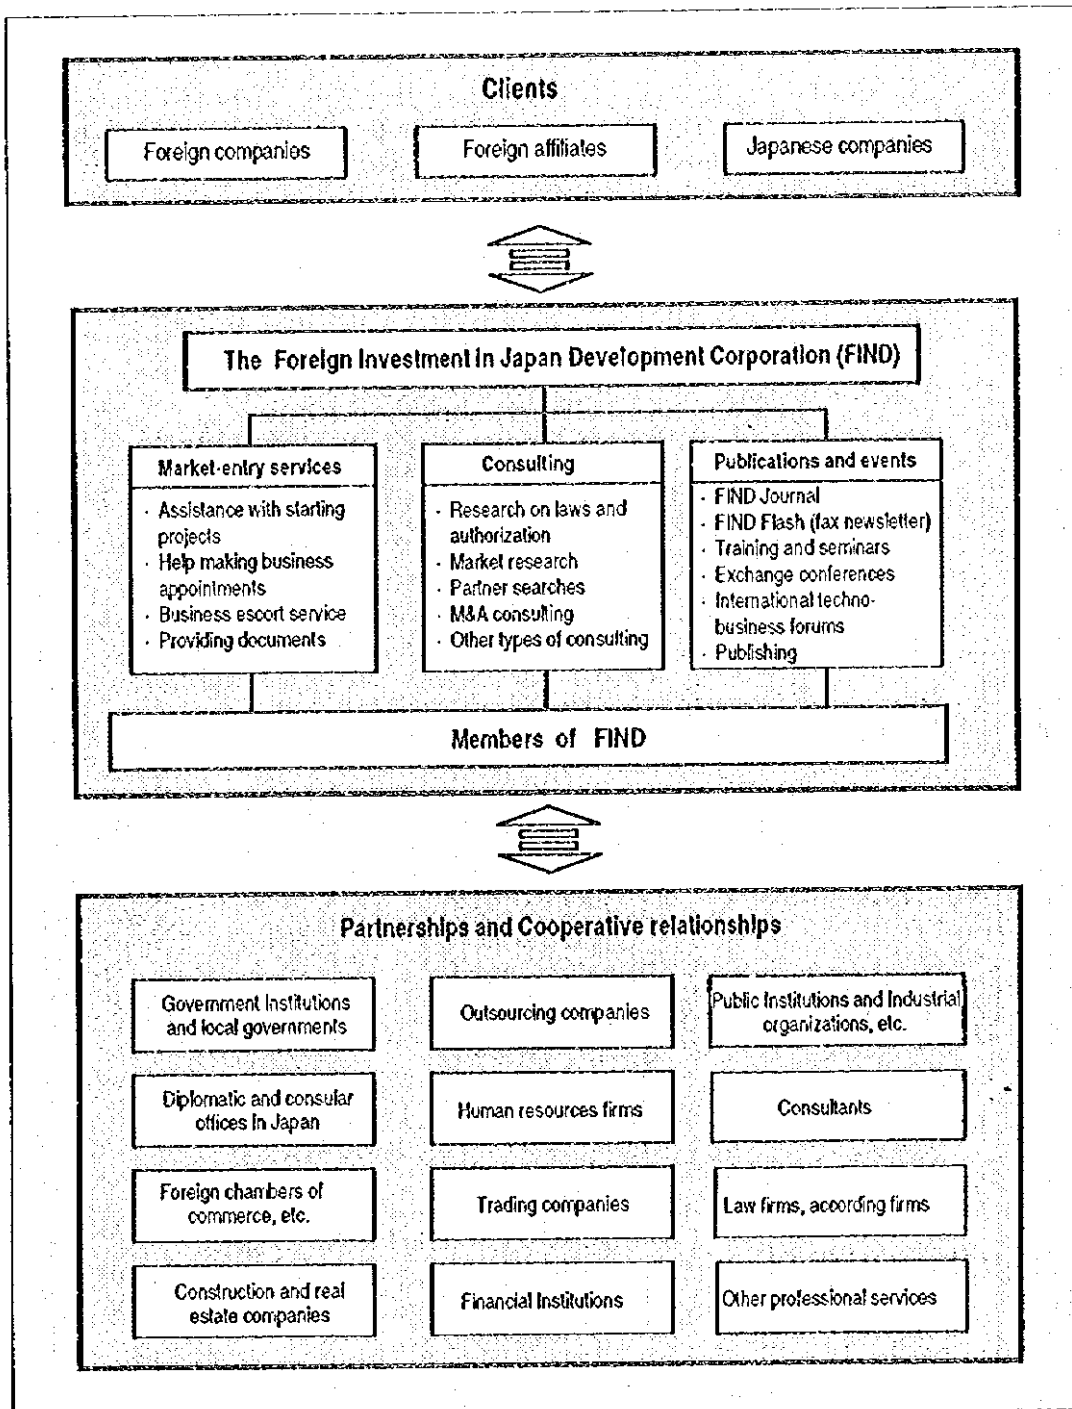 Clients
Foreign companies
Foreign affiliates
Japanese companies
The Foreign Investment in Japan Development Corporation (FIND)
Market-entry services
· Assistance with starting
projects
· Help making business
appointments
· Business escort service
· Providing documents
Consulting
· Research on laws and
authorization
· Market research
· Partner searches
· M&A consulting
· Other types of consulting
Publications and events
· FIND Journal
· FIND Flash (fax newsletter)
· Training and seminars
· Exchange conferences
· International techno-
business forums
· Publishing
Members of FIND
Partnerships and Cooperative relationships
Government Institutions
and local governments
Outsourcing companies
Public Institutions and Industrial
organizations, etc.
Diplomatic and consular
offices in Japan
Human resources firms
Consultants
Foreign chambers of
commerce, etc.
Trading companies
Law firms, according firms
Construction and real
estate companies
Financial Institutions
Other professional services